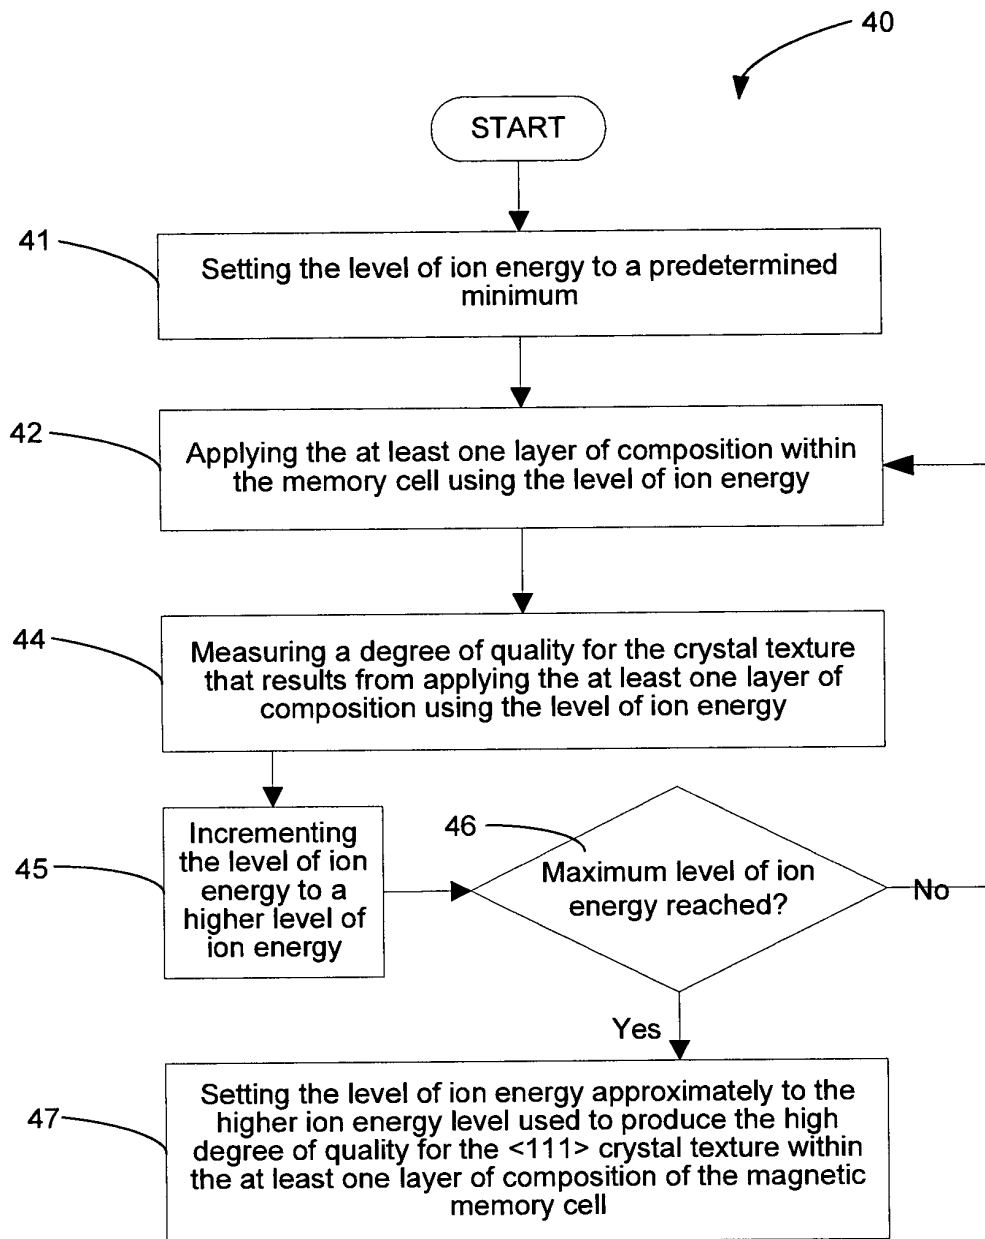 40
START
41
Setting the level of ion energy to a predetermined
minimum
42
Applying the at least one layer of composition within
the memory cell using the level of ion energy
44
Measuring a degree of quality for the crystal texture
that results from applying the at least one layer of
composition using the level of ion energy
45
Incrementing
the level of ion
energy to a
higher level of
ion energy
46
Maximum level of ion
energy reached?
No
Yes
47
Setting the level of ion energy approximately to the
higher ion energy level used to produce the high
degree of quality for the <111> crystal texture within
the at least one layer of composition of the magnetic
memory cell